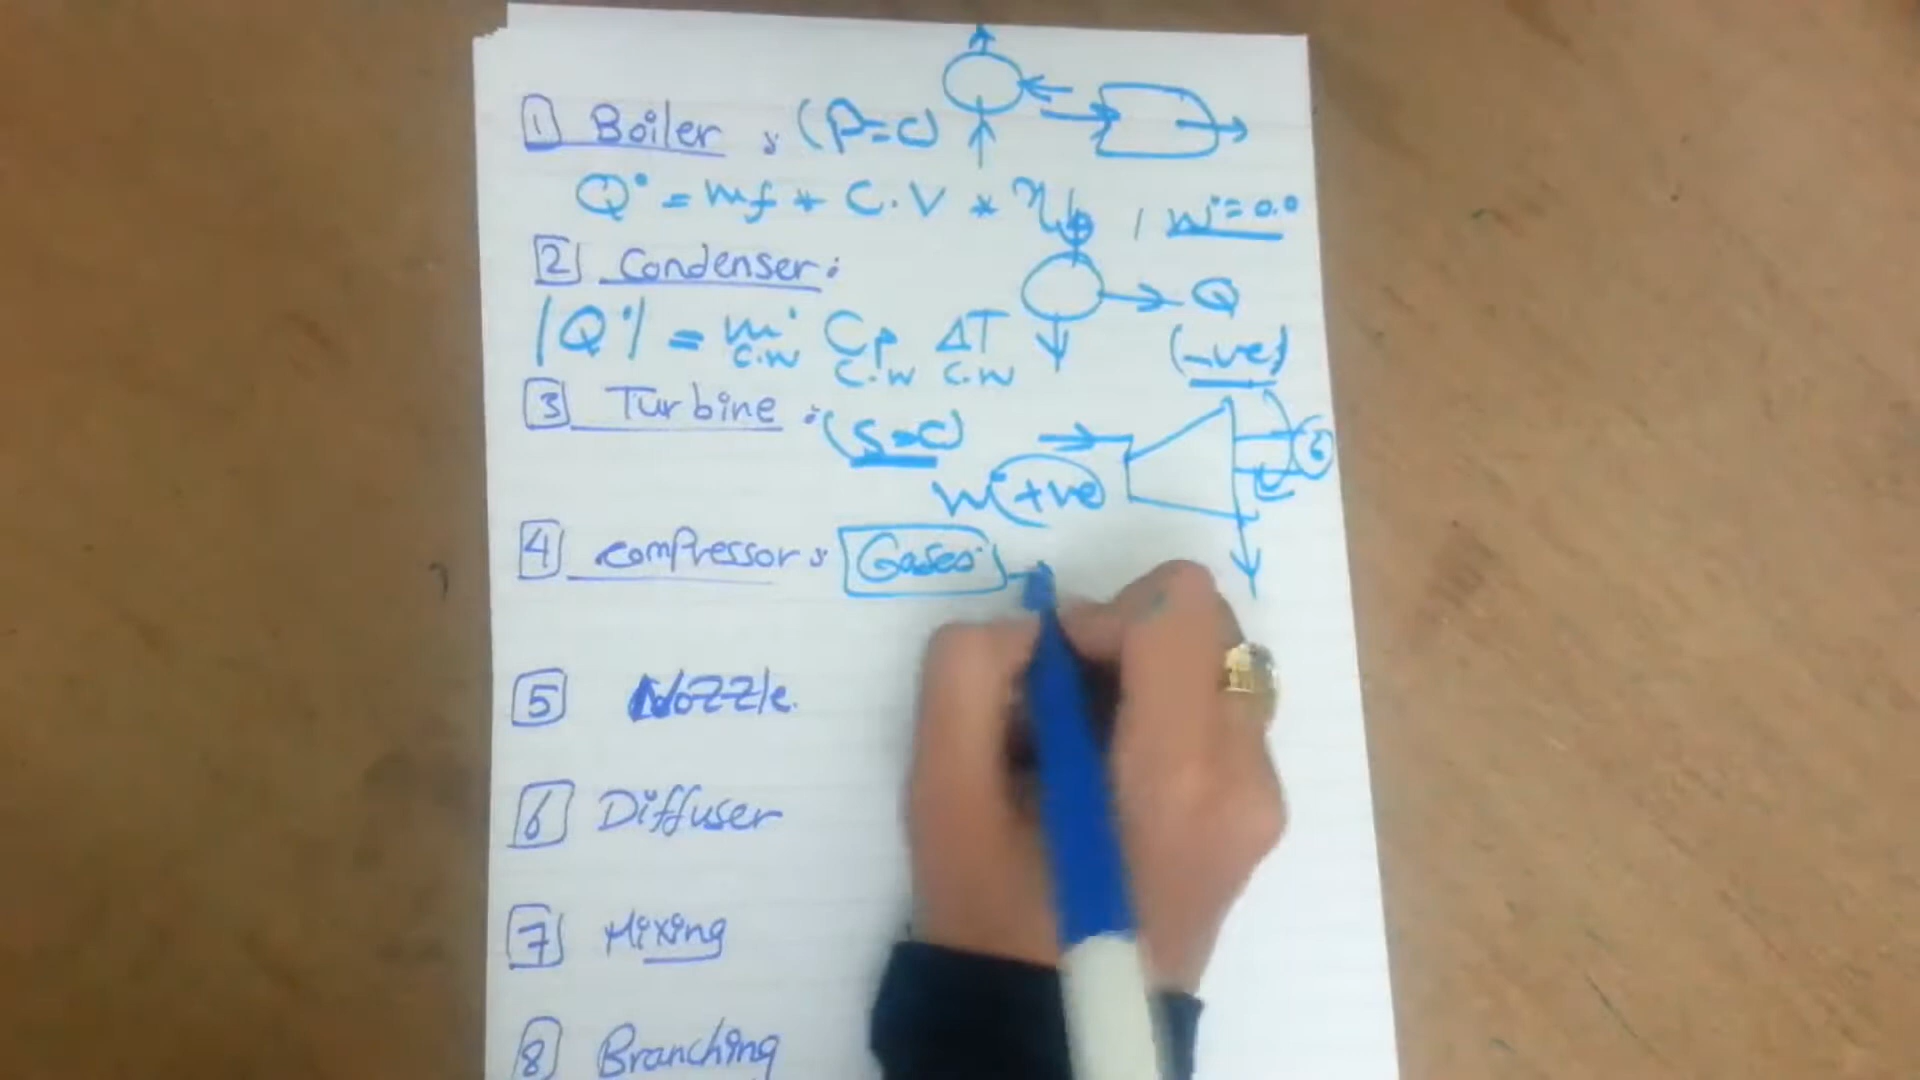 1 Boiler : (P=C)
Q° = mf * C.V * η , W°=0.0
2 Condenser :
Q
|Q°| = m° Cp ΔT (-ve)
C.W C.W C.W
3 Turbine : (S=C)
W° +ve G
4 compressor : Gases
5 Nozzle.
6 Diffuser
7 Mixing
8 Branching